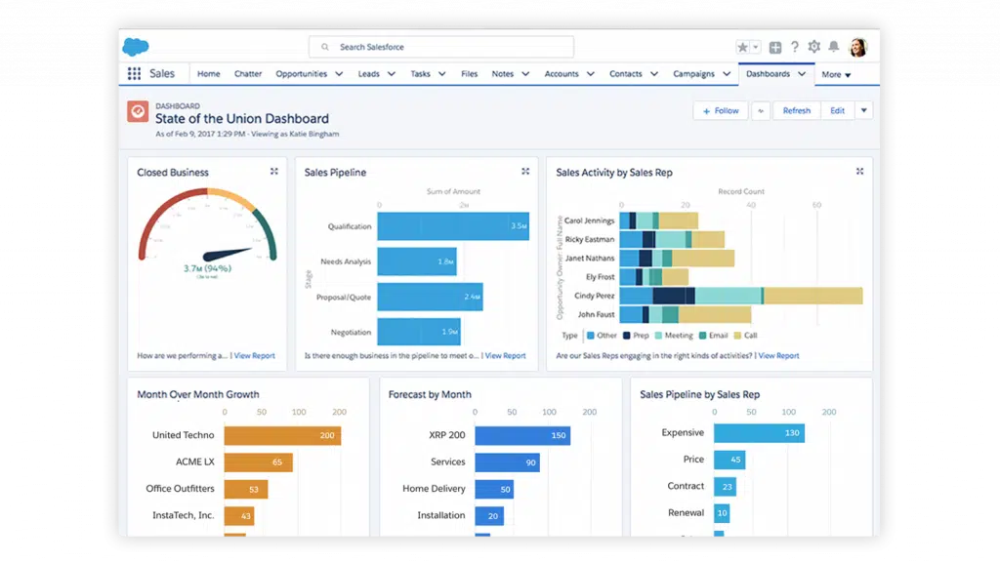 Search Salesforce
Sales Home Chatter Opportunities Leads Tasks Files Notes Accounts Contacts Campaigns Dashboards More
DASHBOARD
State of the Union Dashboard
As of Feb 9, 2017 1:29 PM - Viewing as Katie Bingham
+ Follow Refresh Edit
Closed Business
3.7M (94%)
How are we performing a... | View Report
Sales Pipeline
Sum of Amount
0 2M
Stage
Qualification 3.5M
Needs Analysis 1.8M
Proposal/Quote 2.4M
Negotiation 1.9M
Is there enough business in the pipeline to meet o... | View Report
Sales Activity by Sales Rep
Record Count
0 20 40 60
Opportunity Owner: Full Name
Carol Jennings
Ricky Eastman
Janet Nathans
Ely Frost
Cindy Perez
John Faust
Type Other Prep Meeting Email Call
Are our Sales Reps engaging in the right kinds of activities? | View Report
Month Over Month Growth
0 50 100 200
United Techno 200
ACME LX 65
Office Outfitters 53
InstaTech, Inc. 43
Forecast by Month
0 50 100 200
XRP 200 150
Services 90
Home Delivery 50
Installation 20
Sales Pipeline by Sales Rep
0 50 100 200
Expensive 130
Price 45
Contract 23
Renewal 10